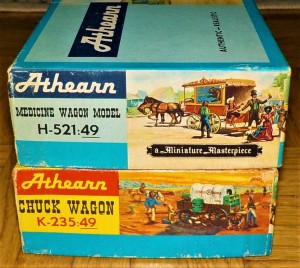 Athearn
AUTHENTIC - REALISTIC
Athearn
MEDICINE WAGON MODEL
H-521:49
a Miniature Masterpiece
Athearn
CHUCK WAGON
K-235:49